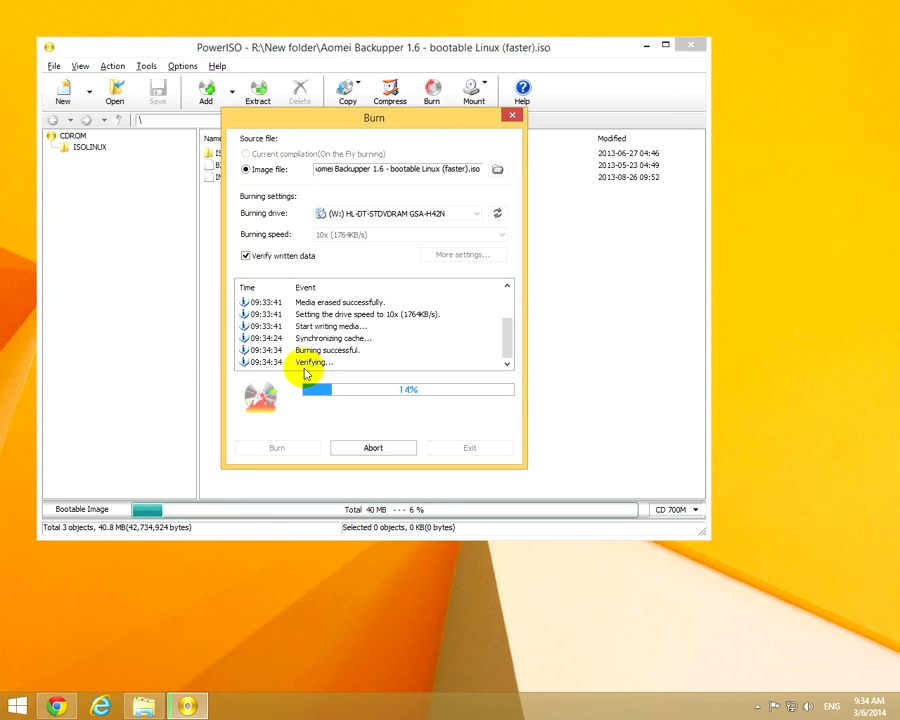 PowerISO - R:\New folder\Aomei Backupper 1.6 - bootable Linux (faster).iso
File View Action Tools Options Help
New Open Save Add Extract Delete Copy Compress Burn Mount Help
\
CDROM
ISOLINUX
Name Modified
2013-06-27 04:46
2013-05-23 04:49
2013-08-26 09:52
Burn
Source file:
Current compilation(On the Fly burning)
Image file: \omei Backupper 1.6 - bootable Linux (faster).iso
Burning settings:
Burning drive: (W:) HL-DT-STDVDRAM GSA-H42N
Burning speed: 10x (1764KB/s)
Verify written data More settings...
Time Event
09:33:41 Media erased successfully.
09:33:41 Setting the drive speed to 10x (1764KB/s).
09:33:41 Start writing media...
09:34:24 Synchronizing cache...
09:34:34 Burning successful.
09:34:34 Verifying...
14%
Burn Abort Exit
Bootable Image Total 40 MB --- 6 % CD 700M
Total 3 objects, 40.8 MB(42,734,924 bytes) Selected 0 objects, 0 KB(0 bytes)
ENG 9:34 AM
3/6/2014